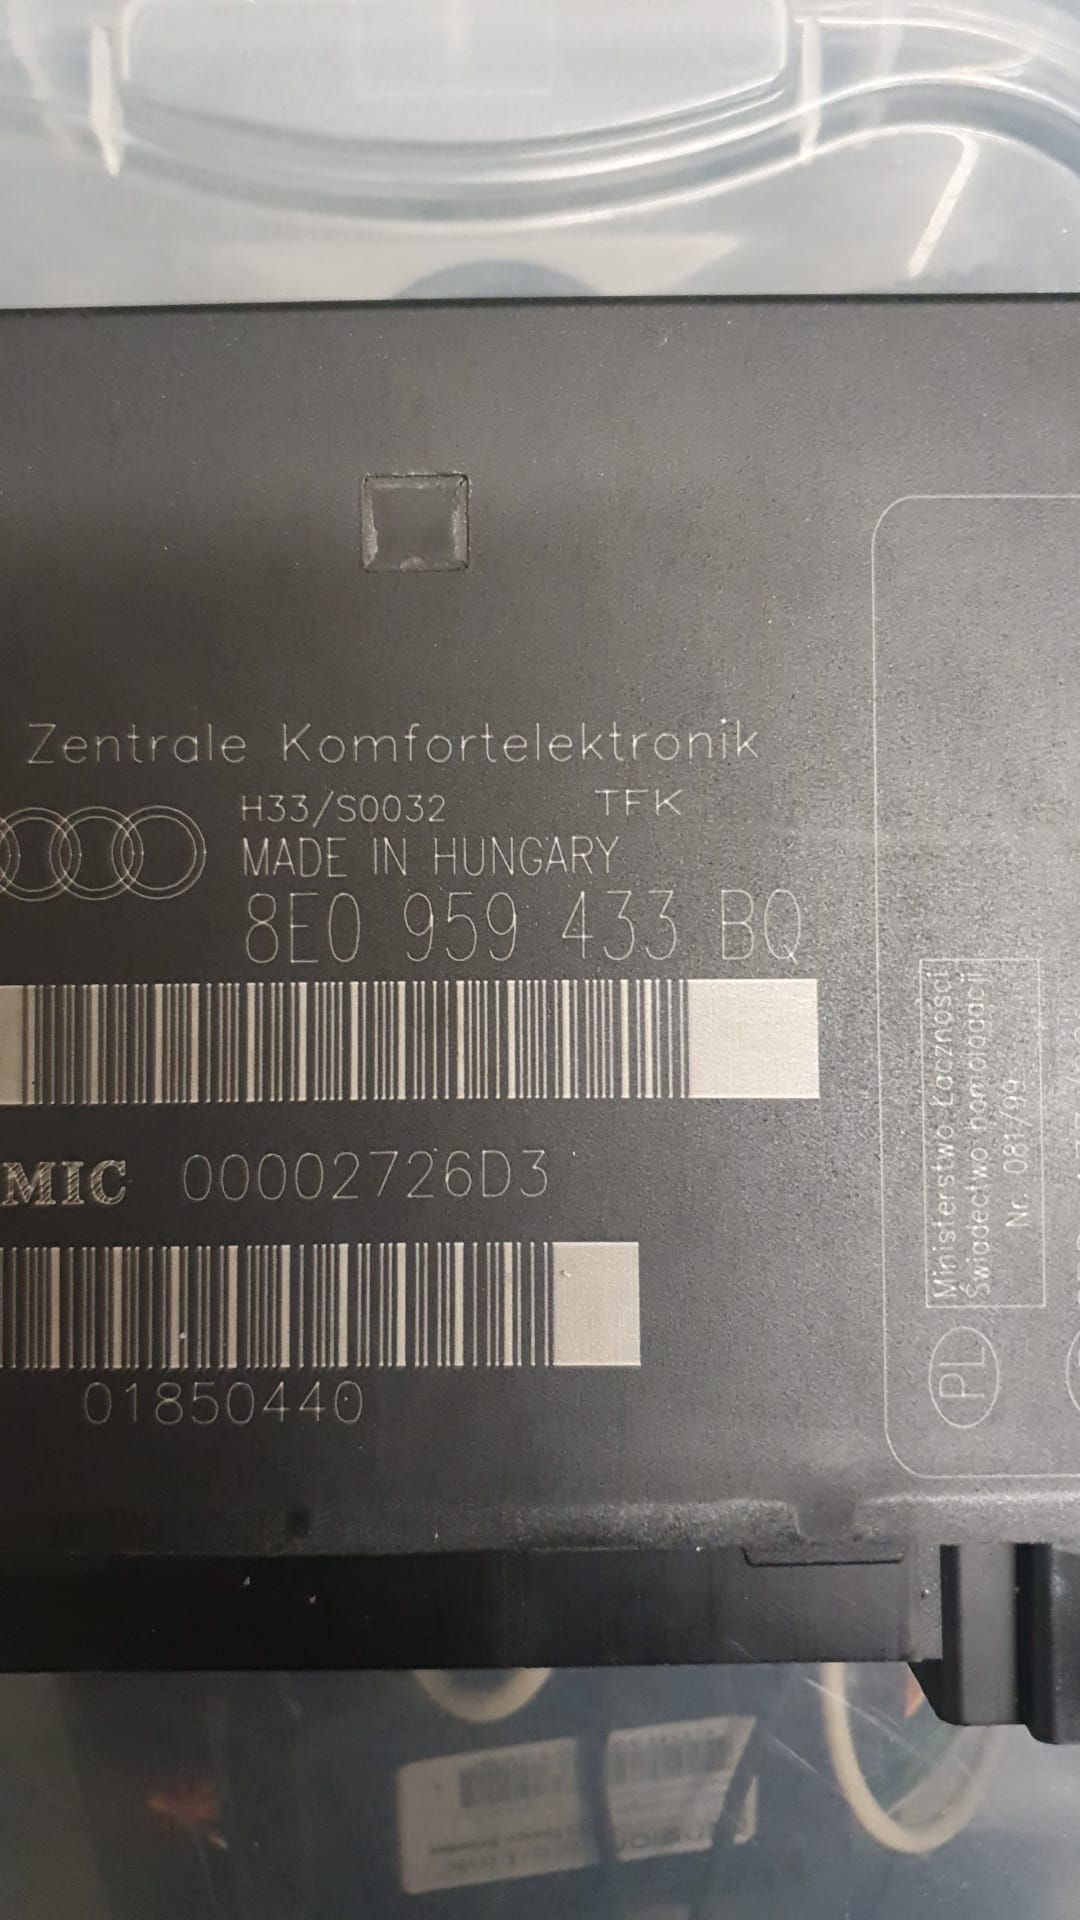 Zentrale Komfortelektronik
H33/S0032 TFK
MADE IN HUNGARY
8E0 959 433 BQ
MIC 00002726D3
01850440
Ministerstwo Łączności
Świadectwo homologacji
Nr. 081/99
PL